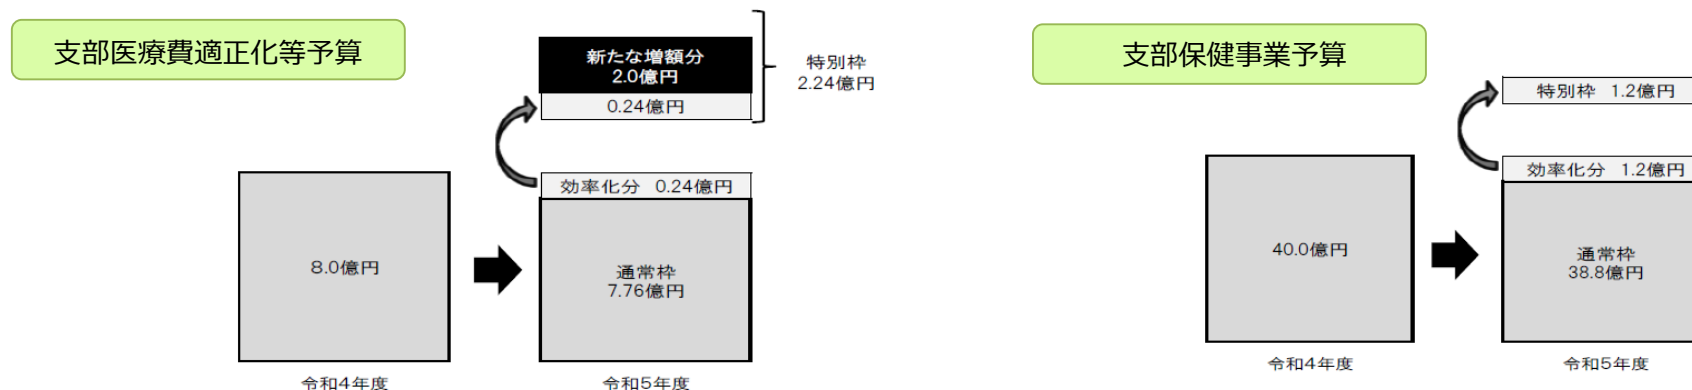 支部医療費適正化等予算
新たな増額分
2.0億円
0.24億円
特別枠
2.24億円
効率化分 0.24億円
8.0億円
通常枠
7.76億円
令和4年度
令和5年度
支部保健事業予算
特別枠 1.2億円
効率化分 1.2億円
40.0億円
通常枠
38.8億円
令和4年度
令和5年度